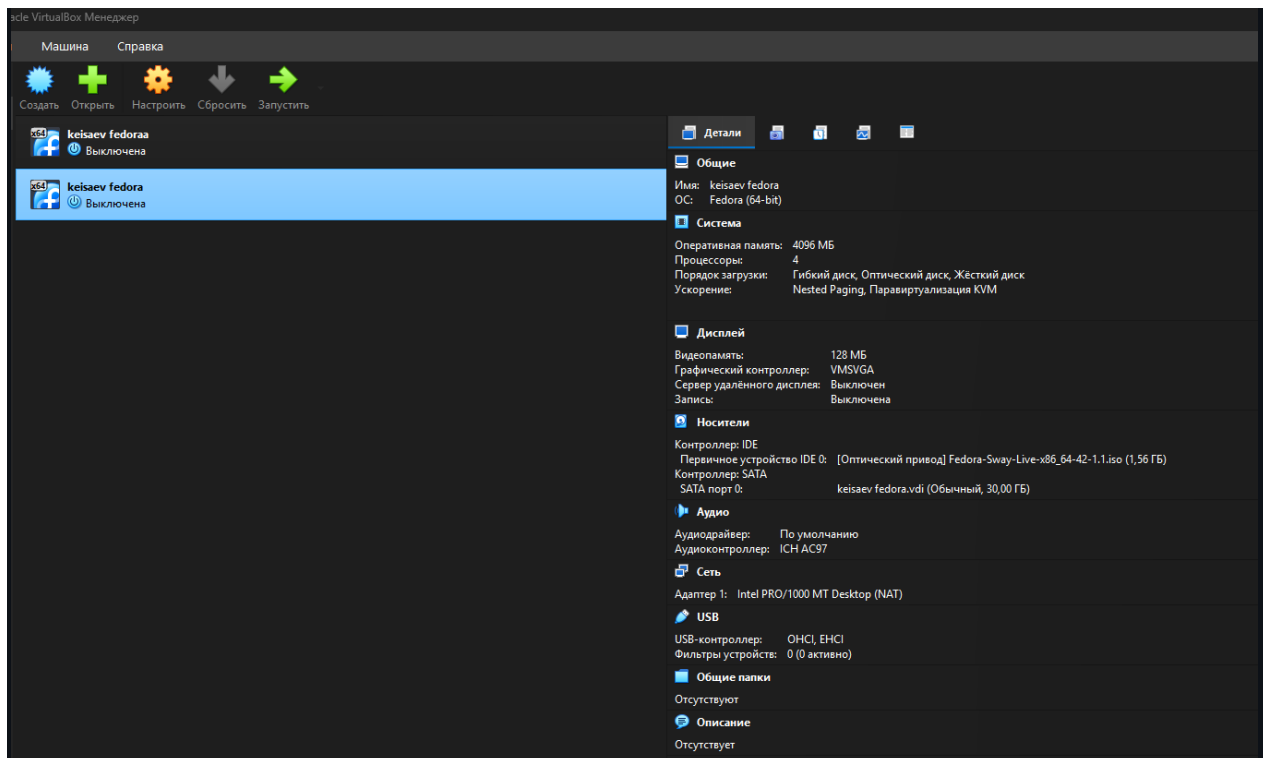 acle VirtualBox Менеджер
Машина Справка
Создать Открыть Настроить Сбросить Запустить
x64 keisaev fedoraa
Выключена
x64 keisaev fedora
Выключена
Детали
Общие
Имя: keisaev fedora
ОС: Fedora (64-bit)
Система
Оперативная память: 4096 МБ
Процессоры: 4
Порядок загрузки: Гибкий диск, Оптический диск, Жёсткий диск
Ускорение: Nested Paging, Паравиртуализация KVM
Дисплей
Видеопамять: 128 МБ
Графический контроллер: VMSVGA
Сервер удалённого дисплея: Выключен
Запись: Выключена
Носители
Контроллер: IDE
Первичное устройство IDE 0: [Оптический привод] Fedora-Sway-Live-x86_64-42-1.1.iso (1,56 ГБ)
Контроллер: SATA
SATA порт 0: keisaev fedora.vdi (Обычный, 30,00 ГБ)
Аудио
Аудиодрайвер: По умолчанию
Аудиоконтроллер: ICH AC97
Сеть
Адаптер 1: Intel PRO/1000 MT Desktop (NAT)
USB
USB-контроллер: OHCI, EHCI
Фильтры устройств: 0 (0 активно)
Общие папки
Отсутствуют
Описание
Отсутствует